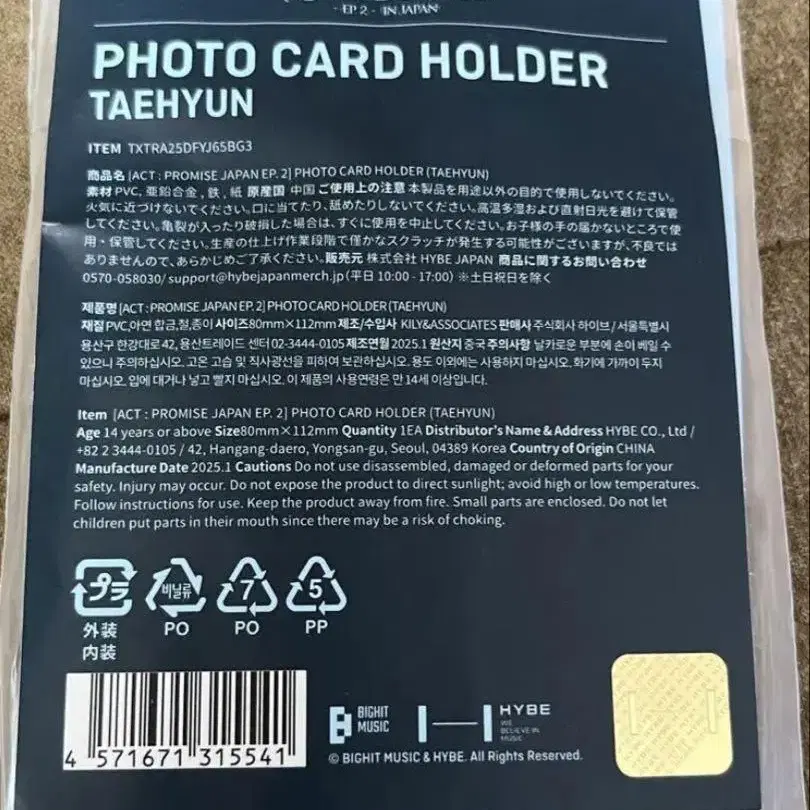 - EP 2 - IN JAPAN -
PHOTO CARD HOLDER
TAEHYUN
ITEM TXTRA25DFYJ65BG3
商品名 [ACT : PROMISE JAPAN EP. 2] PHOTO CARD HOLDER (TAEHYUN)
素材 PVC, 亜鉛合金 , 鉄 , 紙 原産国 中国 ご使用上の注意 本製品を用途以外の目的で使用しないでください。
火気に近づけないでください。口に当てたり、舐めたりしないでください。高温多湿および直射日光を避けて保管
してください。亀裂が入ったり破損した場合は、すぐに使用を中止してください。お子様の手の届かないところで使
用・保管してください。生産の仕上げ作業段階で僅かなスクラッチが発生する可能性がございますが、不良では
ありませんので、あらかじめご了承ください。販売元 株式会社 HYBE JAPAN 商品に関するお問い合わせ
0570-058030/ support@hybejapanmerch.jp (平日 10:00 - 17:00) ※土日祝日を除く
제품명 [ACT : PROMISE JAPAN EP. 2] PHOTO CARD HOLDER (TAEHYUN)
재질 PVC,아연 합금,철,종이 사이즈80mm×112mm 제조/수입사 KILY&ASSOCIATES 판매사 주식회사 하이브 / 서울특별시
용산구 한강대로 42, 용산트레이드 센터 02-3444-0105 제조연월 2025.1 원산지 중국 주의사항 날카로운 부분에 손이 베일 수
있으니 주의하십시오. 고온 고습 및 직사광선을 피하여 보관하십시오. 용도 이외에는 사용하지 마십시오. 화기에 가까이 두지
마십시오. 입에 대거나 넣고 빨지 마십시오. 이 제품의 사용연령은 만 14세 이상입니다.
Item [ACT : PROMISE JAPAN EP. 2] PHOTO CARD HOLDER (TAEHYUN)
Age 14 years or above Size80mm×112mm Quantity 1EA Distributor's Name & Address HYBE CO., Ltd /
+82 2 3444-0105 / 42, Hangang-daero, Yongsan-gu, Seoul, 04389 Korea Country of Origin CHINA
Manufacture Date 2025.1 Cautions Do not use disassembled, damaged or deformed parts for your
safety. Injury may occur. Do not expose the product to direct sunlight; avoid high or low temperatures.
Follow instructions for use. Keep the product away from fire. Small parts are enclosed. Do not let
children put parts in their mouth since there may be a risk of choking.
プラ 비닐류 7 5
外装 PO PO PP
内装
4 571671 315541
BIGHIT MUSIC HYBE
WE BELIEVE IN MUSIC
© BIGHIT MUSIC & HYBE. All Rights Reserved.